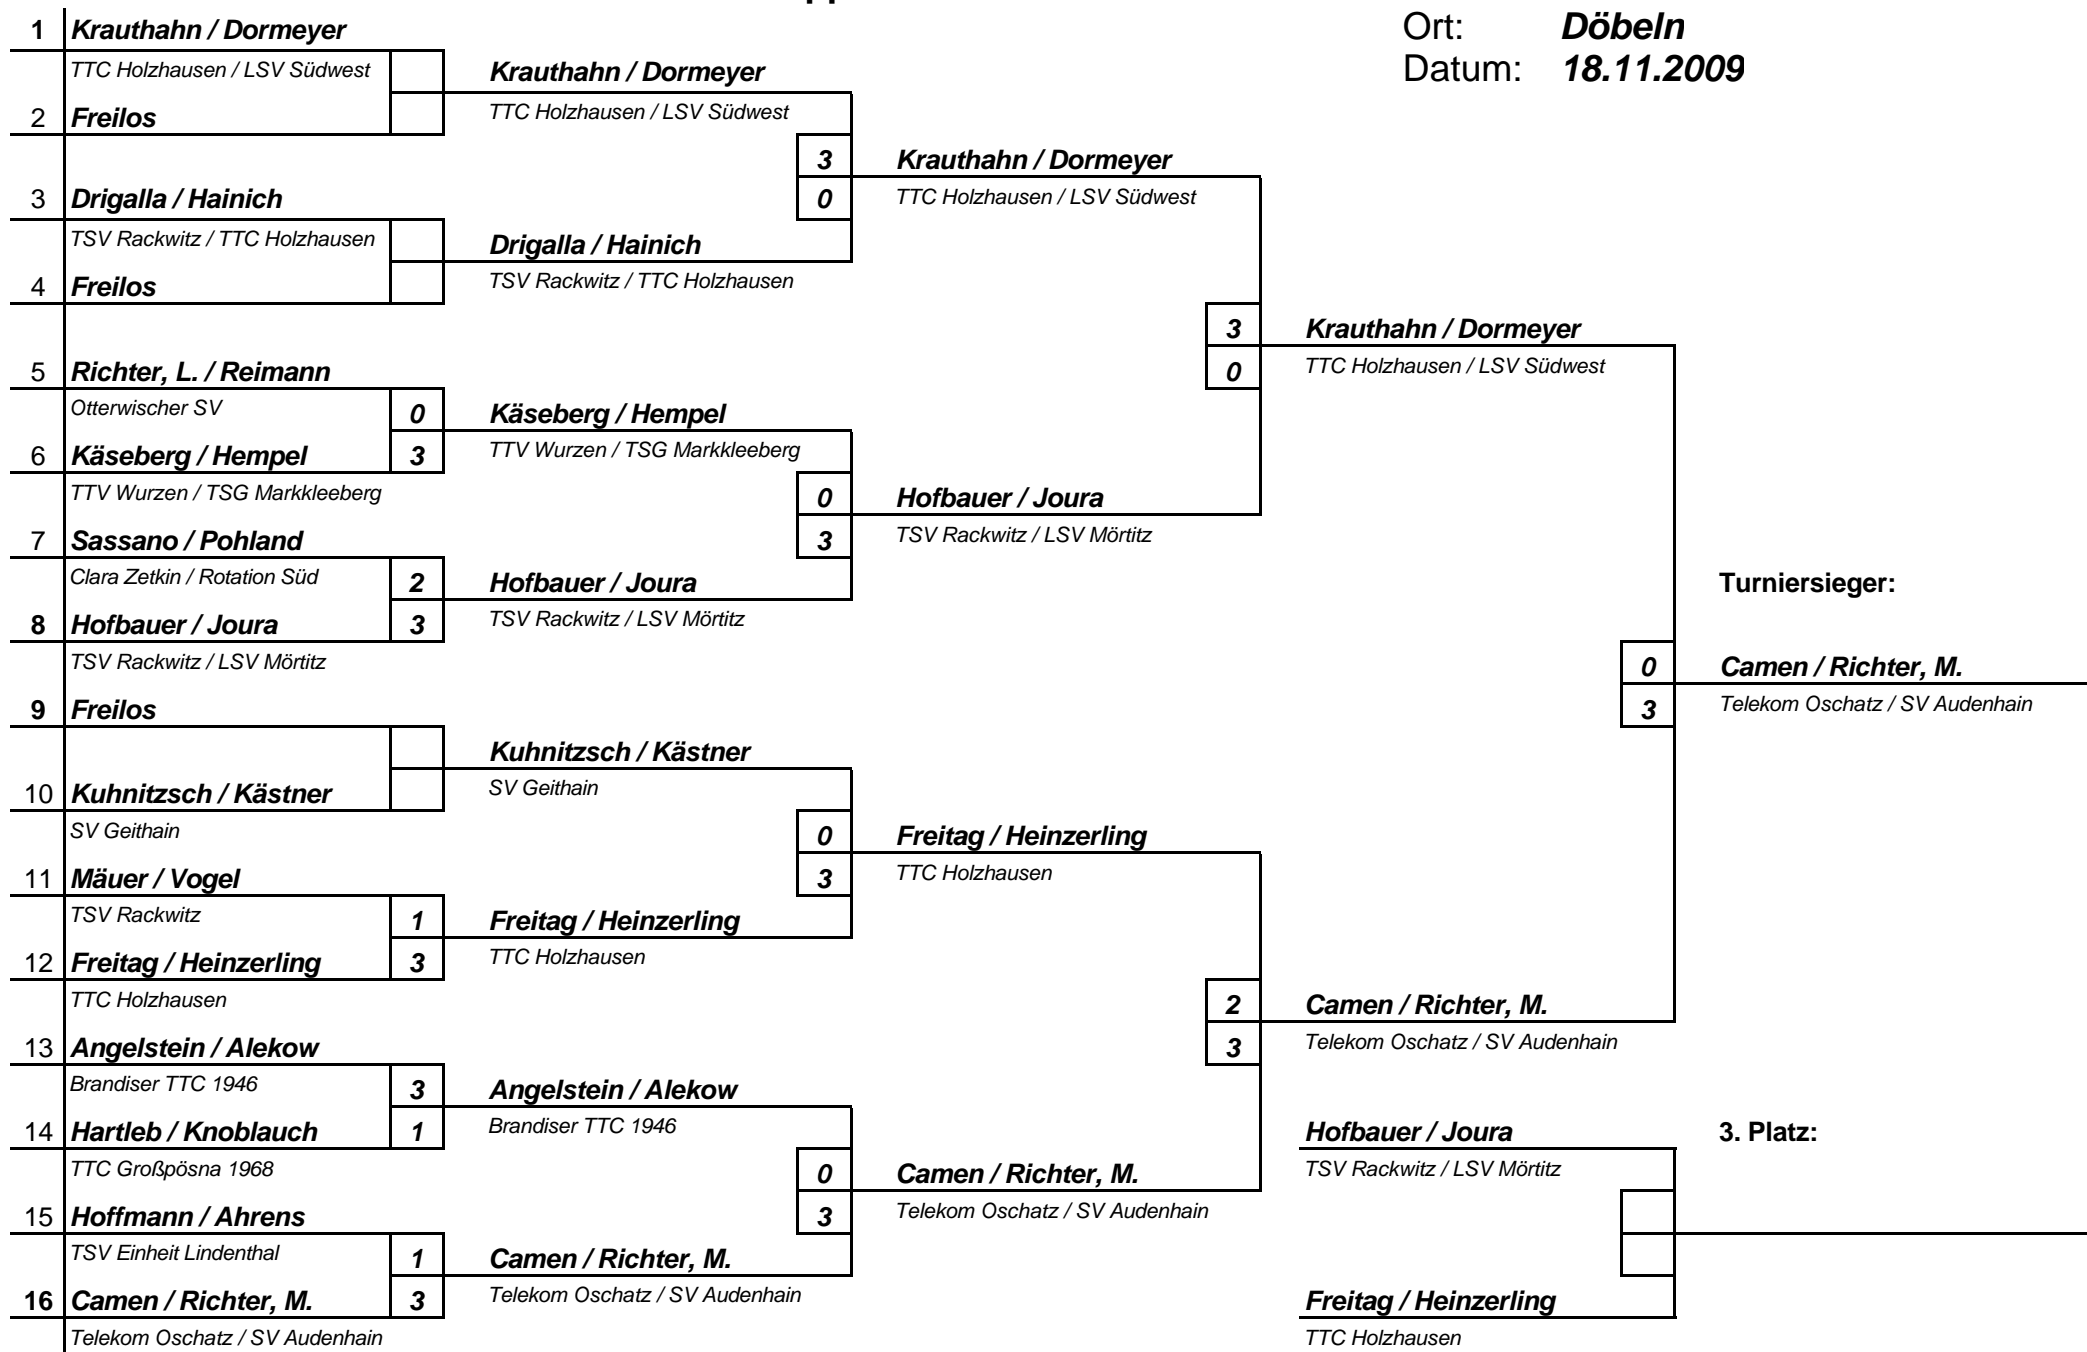 Ort: Döbeln
Datum: 18.11.2009
1 Krauthahn / Dormeyer
TTC Holzhausen / LSV Südwest
2 Freilos
3 Drigalla / Hainich
TSV Rackwitz / TTC Holzhausen
4 Freilos
5 Richter, L. / Reimann
Otterwischer SV 0
6 Käseberg / Hempel 3
TTV Wurzen / TSG Markkleeberg
7 Sassano / Pohland
Clara Zetkin / Rotation Süd 2
8 Hofbauer / Joura 3
TSV Rackwitz / LSV Mörtitz
9 Freilos
10 Kuhnitzsch / Kästner
SV Geithain
11 Mäuer / Vogel
TSV Rackwitz 1
12 Freitag / Heinzerling 3
TTC Holzhausen
13 Angelstein / Alekow
Brandiser TTC 1946 3
14 Hartleb / Knoblauch 1
TTC Großpösna 1968
15 Hoffmann / Ahrens
TSV Einheit Lindenthal 1
16 Camen / Richter, M. 3
Telekom Oschatz / SV Audenhain
Krauthahn / Dormeyer
TTC Holzhausen / LSV Südwest
3
0
Drigalla / Hainich
TSV Rackwitz / TTC Holzhausen
Käseberg / Hempel
TTV Wurzen / TSG Markkleeberg
0
3
Hofbauer / Joura
TSV Rackwitz / LSV Mörtitz
Kuhnitzsch / Kästner
SV Geithain
0
3
Freitag / Heinzerling
TTC Holzhausen
Angelstein / Alekow
Brandiser TTC 1946
0
3
Camen / Richter, M.
Telekom Oschatz / SV Audenhain
Krauthahn / Dormeyer
TTC Holzhausen / LSV Südwest
3
0
Hofbauer / Joura
TSV Rackwitz / LSV Mörtitz
Freitag / Heinzerling
TTC Holzhausen
2
3
Camen / Richter, M.
Telekom Oschatz / SV Audenhain
Krauthahn / Dormeyer
TTC Holzhausen / LSV Südwest
0
3
Camen / Richter, M.
Telekom Oschatz / SV Audenhain
Turniersieger:
Camen / Richter, M.
Telekom Oschatz / SV Audenhain
Hofbauer / Joura
TSV Rackwitz / LSV Mörtitz
3. Platz:
Freitag / Heinzerling
TTC Holzhausen